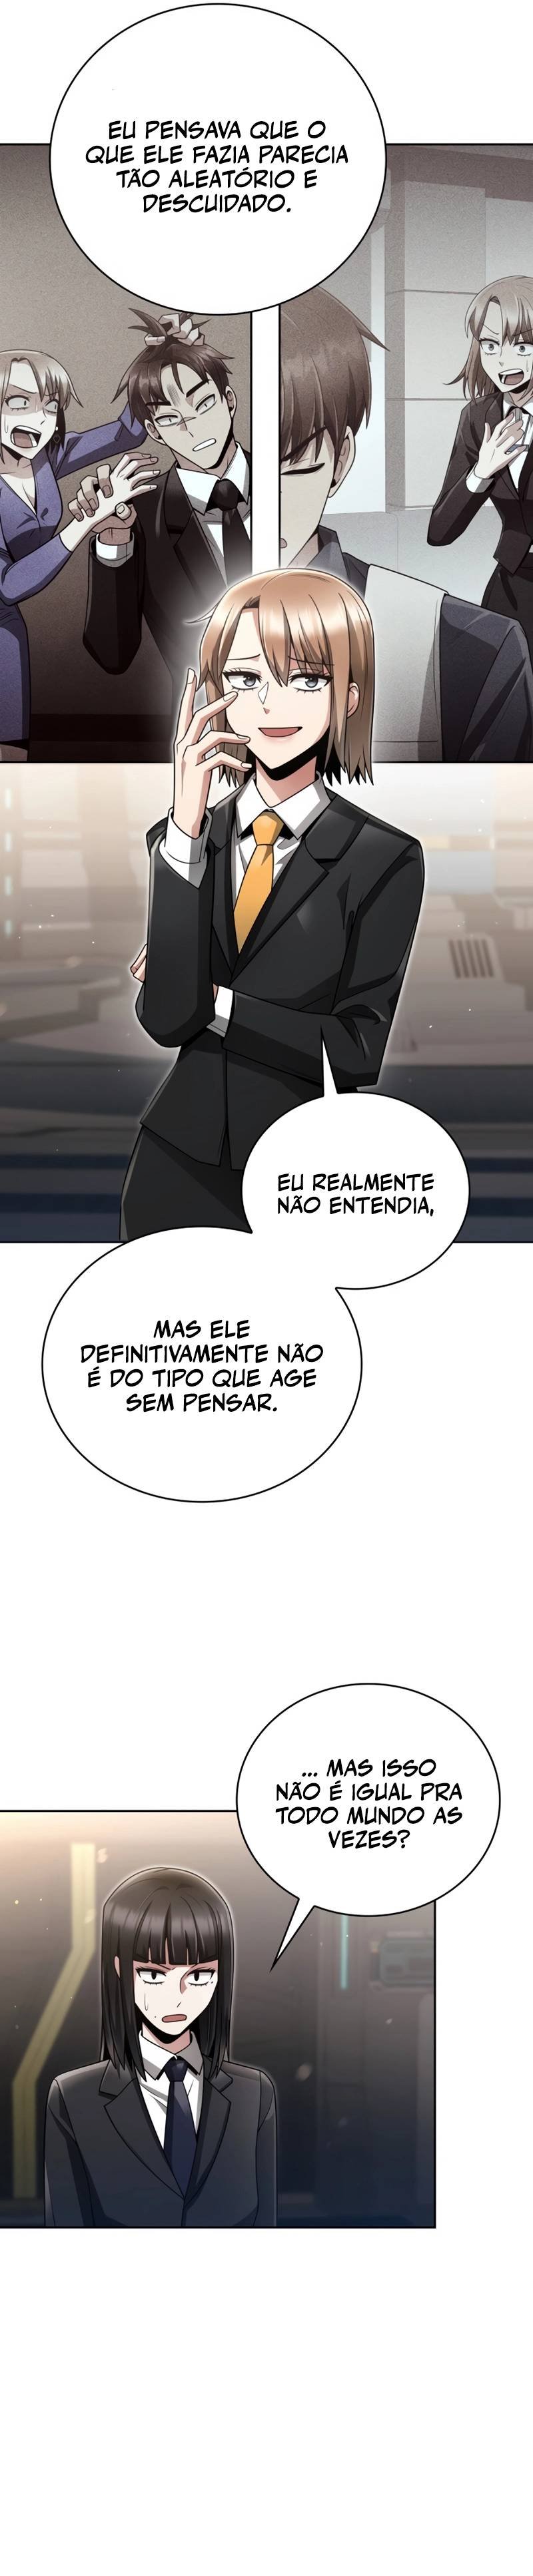 EU PENSAVA QUE O
QUE ELE FAZIA PARECIA
TÃO ALEATÓRIO E
DESCUIDADO.
EU REALMENTE
NÃO ENTENDIA,
MAS ELE
DEFINITIVAMENTE NÃO
É DO TIPO QUE AGE
SEM PENSAR.
... MAS ISSO
NÃO É IGUAL PRA
TODO MUNDO AS
VEZES?